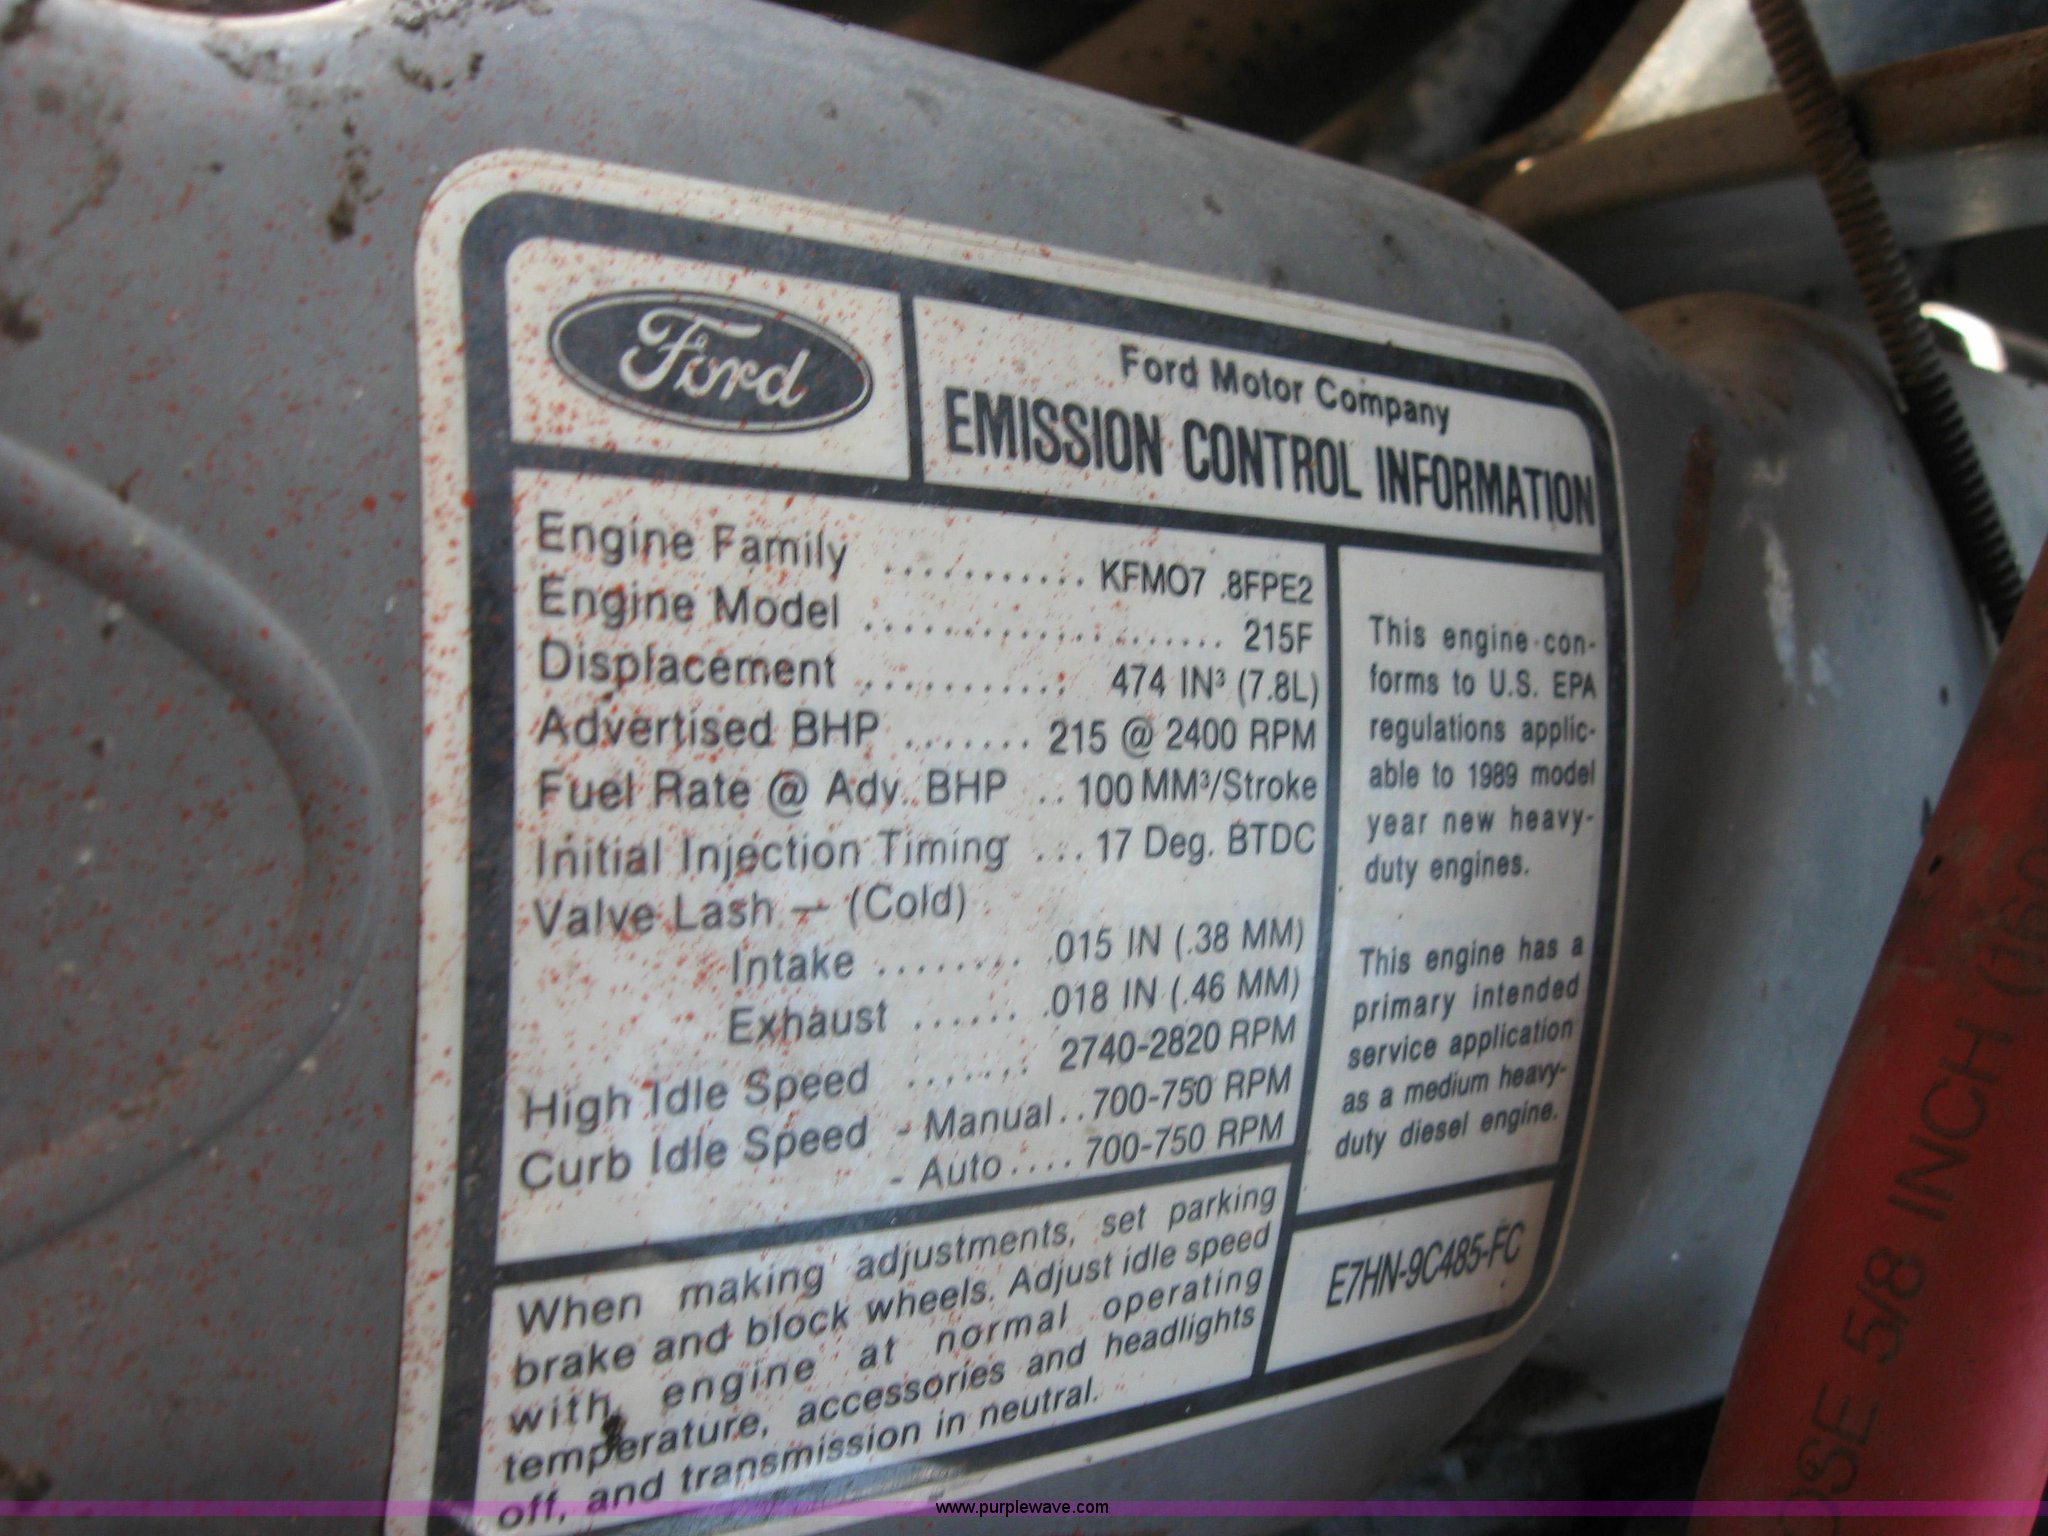 Ford
Ford Motor Company
EMISSION CONTROL INFORMATION
Engine Family ........... KFMO7 .8FPE2
Engine Model .................... 215F
Displacement ........... 474 IN³ (7.8L)
Advertised BHP ....... 215 @ 2400 RPM
Fuel Rate @ Adv. BHP .. 100 MM³/Stroke
Initial Injection Timing ... 17 Deg. BTDC
Valve Lash — (Cold)
Intake ........ .015 IN (.38 MM)
Exhaust ...... .018 IN (.46 MM)
High Idle Speed ....... 2740-2820 RPM
Curb Idle Speed - Manual .. 700-750 RPM
- Auto .... 700-750 RPM
This engine con-
forms to U.S. EPA
regulations applic-
able to 1989 model
year new heavy-
duty engines.
This engine has a
primary intended
service application
as a medium heavy-
duty diesel engine.
When making adjustments, set parking
brake and block wheels. Adjust idle speed
with engine at normal operating
temperature, accessories and headlights
off, and transmission in neutral.
E7HN-9C485-FC
OSE 5/8 INCH (160
www.purplewave.com